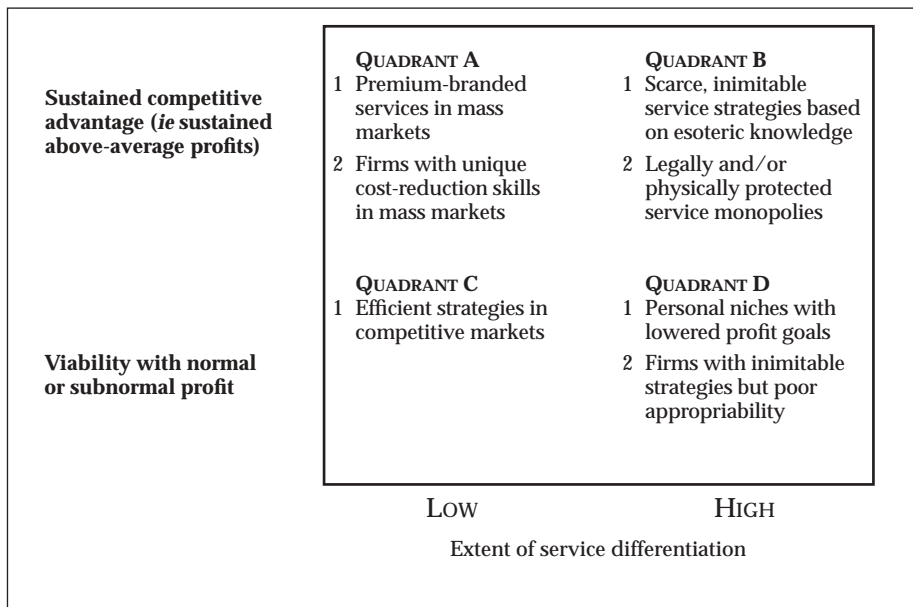 Sustained competitive
advantage (ie sustained
above-average profits)
QUADRANT A
1 Premium-branded
services in mass
markets
2 Firms with unique
cost-reduction skills
in mass markets
QUADRANT B
1 Scarce, inimitable
service strategies based
on esoteric knowledge
2 Legally and/or
physically protected
service monopolies
Viability with normal
or subnormal profit
QUADRANT C
1 Efficient strategies in
competitive markets
QUADRANT D
1 Personal niches with
lowered profit goals
2 Firms with inimitable
strategies but poor
appropriability
LOW
HIGH
Extent of service differentiation